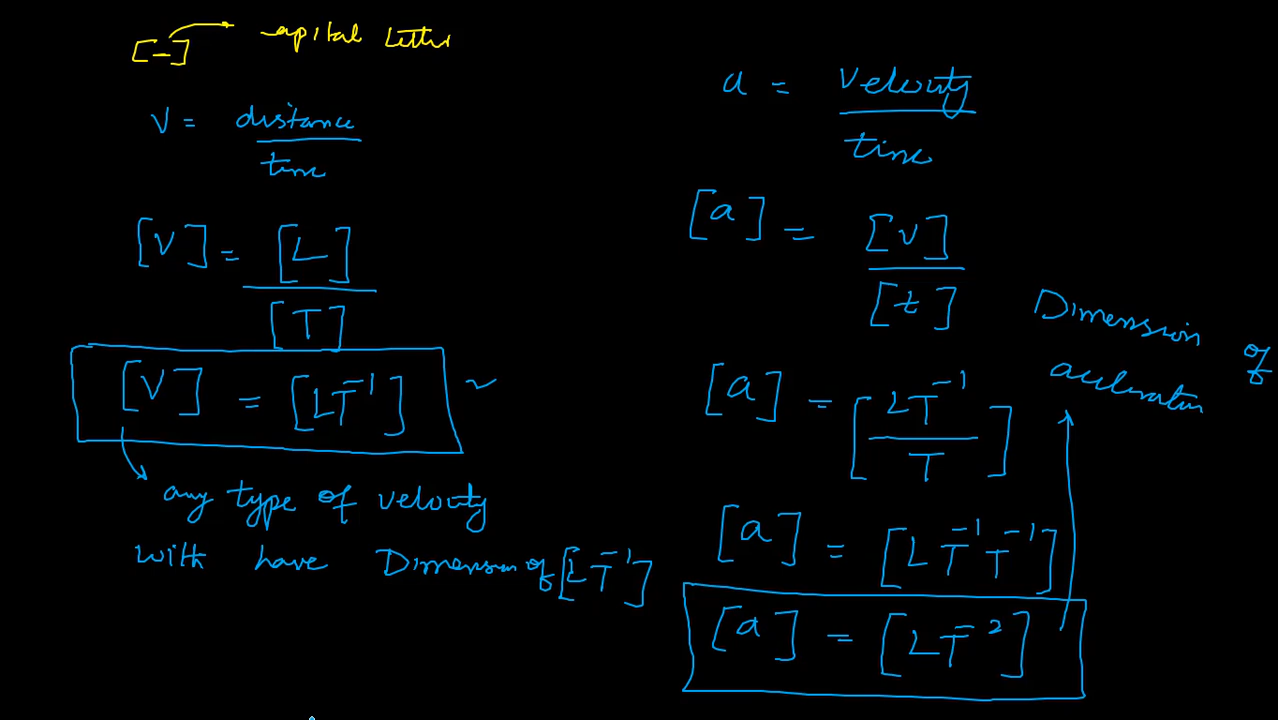 [-] → capital Letter
V = distance / time
[V] = [L] / [T]
[V] = [LT⁻¹] ~
any type of velocity
with have Dimension of [LT⁻¹]
a = Velocity / time
[a] = [v] / [t]
[a] = [LT⁻¹ / T]
[a] = [LT⁻¹T⁻¹]
[a] = [LT⁻²]
Dimension of
acceleration